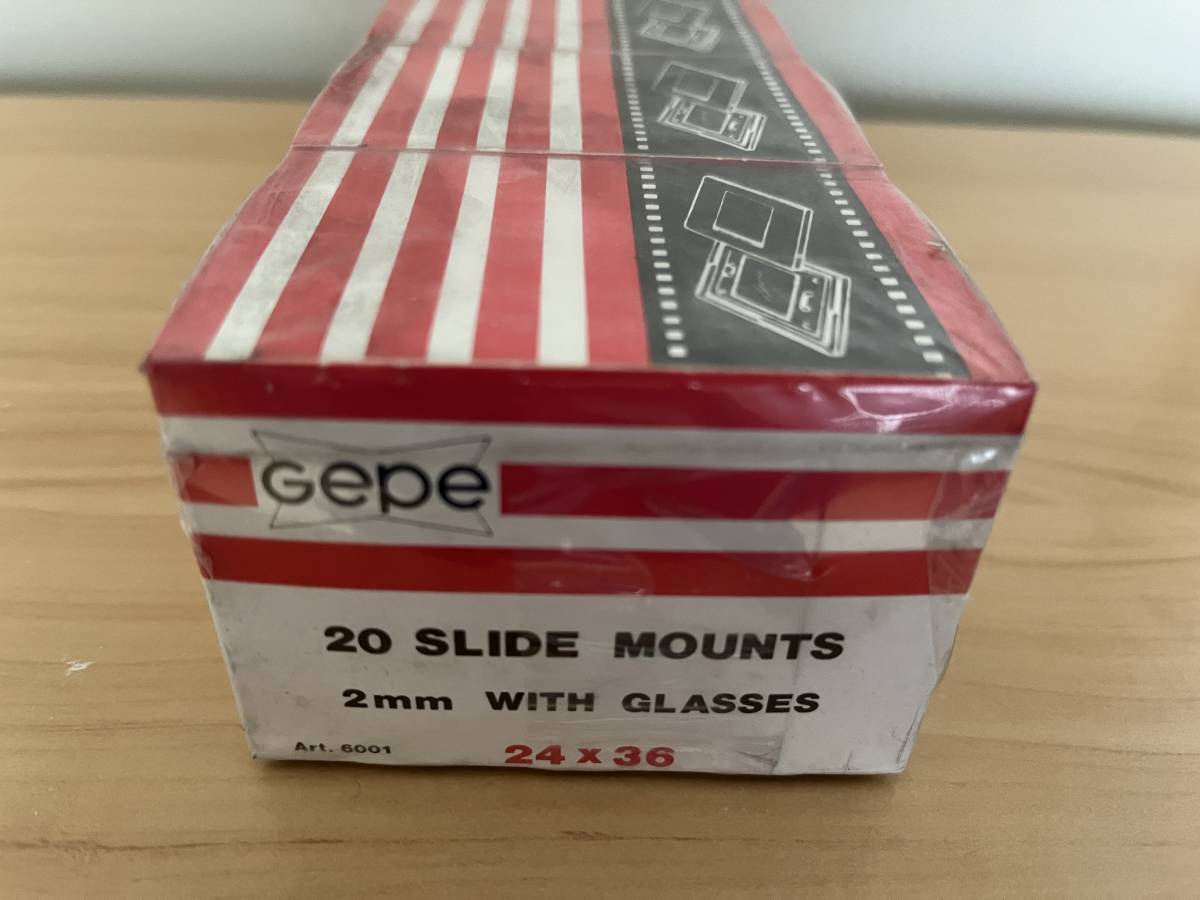 Gepe
20 SLIDE MOUNTS
2mm WITH GLASSES
Art. 6001
24 x 36